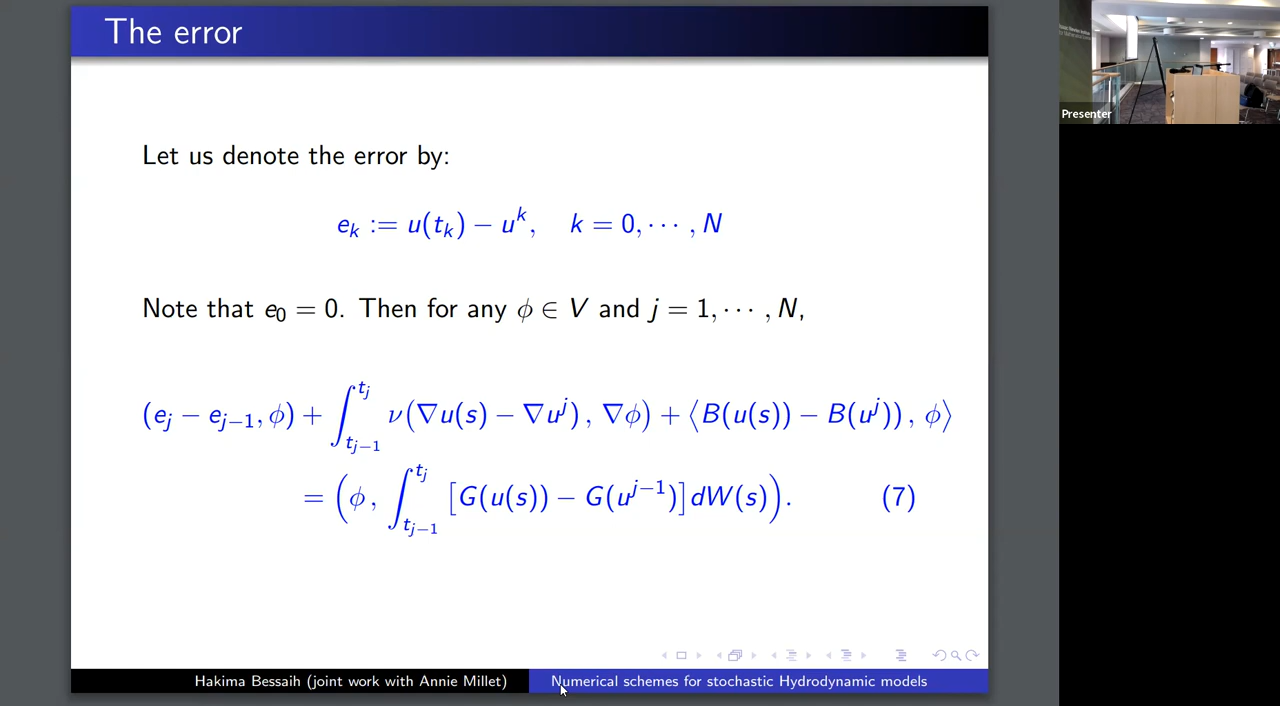 The error
Let us denote the error by:
e_k := u(t_k) − u^k, k = 0, ⋯ , N
Note that e_0 = 0. Then for any ϕ ∈ V and j = 1, ⋯ , N,
(e_j − e_{j−1}, ϕ) + ∫_{t_{j−1}}^{t_j} ν(∇u(s) − ∇u^j) , ∇ϕ) + ⟨B(u(s)) − B(u^j)) , ϕ⟩
= (ϕ , ∫_{t_{j−1}}^{t_j} [G(u(s)) − G(u^{j−1})]dW(s)). (7)
Hakima Bessaih (joint work with Annie Millet) Numerical schemes for stochastic Hydrodynamic models
Presenter